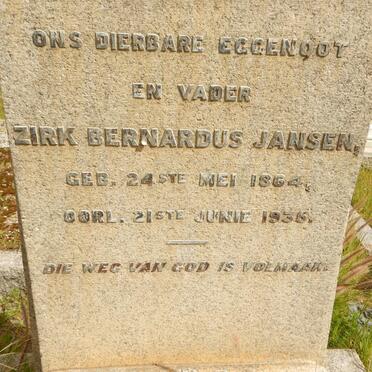 ONS DIERBARE EGGENOOT
EN VADER
ZIRK BERNARDUS JANSEN,
GEB. 24STE MEI 1864,
OORL. 21STE JUNIE 1935.
DIE WEG VAN GOD IS VOLMAAK.